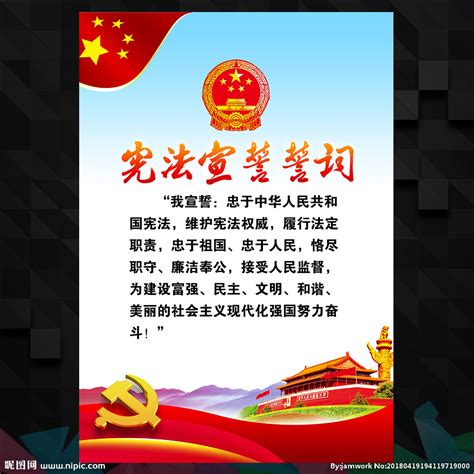 宪法宣誓誓词
“我宣誓：忠于中华人民共和
国宪法，维护宪法权威，履行法定
职责，忠于祖国、忠于人民，恪尽
职守、廉洁奉公，接受人民监督，
为建设富强、民主、文明、和谐、
美丽的社会主义现代化强国努力奋
斗！”
昵图网 www.nipic.com
By:jamwork No:20180419194119719000